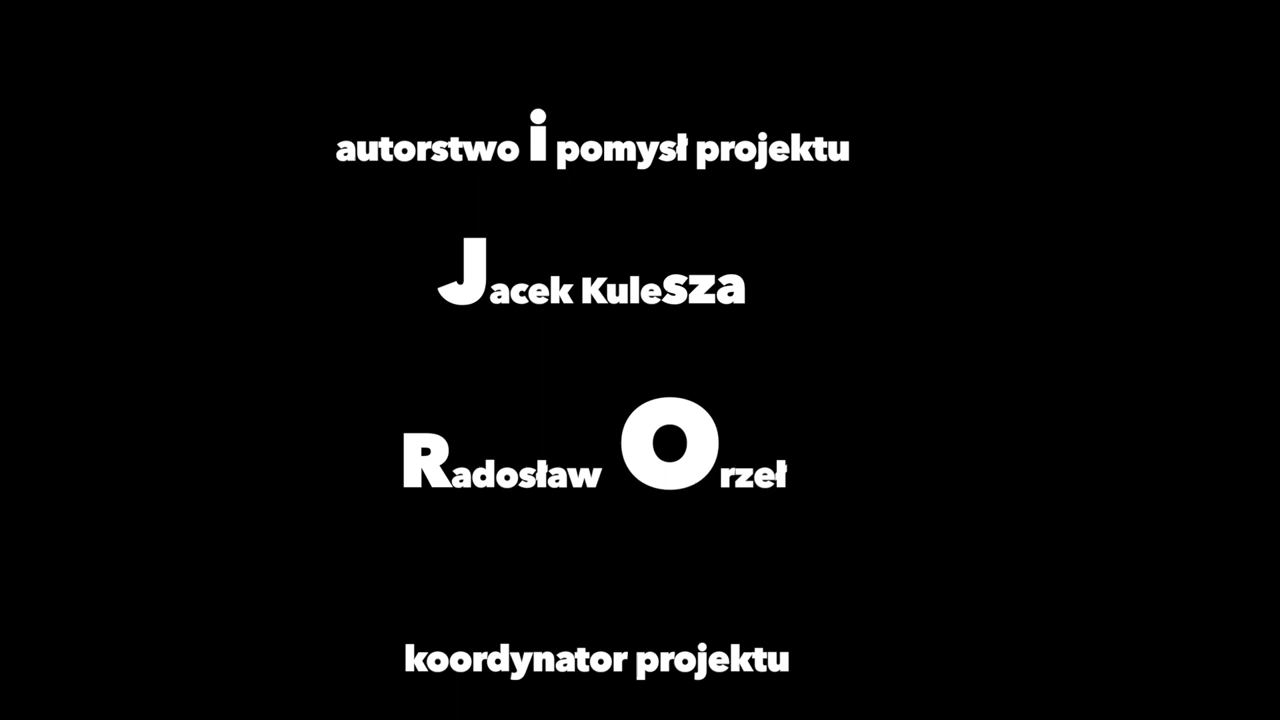 autorstwo i pomysł projektu
Jacek Kulesza
Radosław Orzeł
koordynator projektu